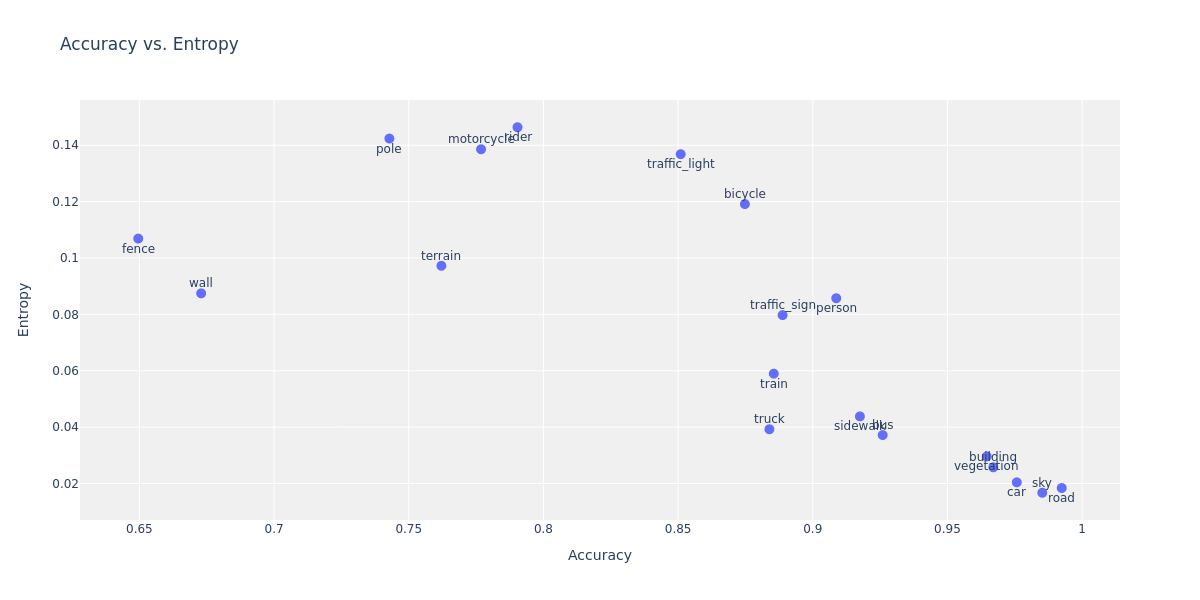 Accuracy vs. Entropy
0.14
0.12
0.1
0.08
0.06
0.04
0.02
Entropy
pole
motorcycle
rider
traffic_light
bicycle
fence
terrain
wall
traffic_sign
person
train
truck
sidewalk
bus
building
vegetation
car
sky
road
0.65 0.7 0.75 0.8 0.85 0.9 0.95 1
Accuracy